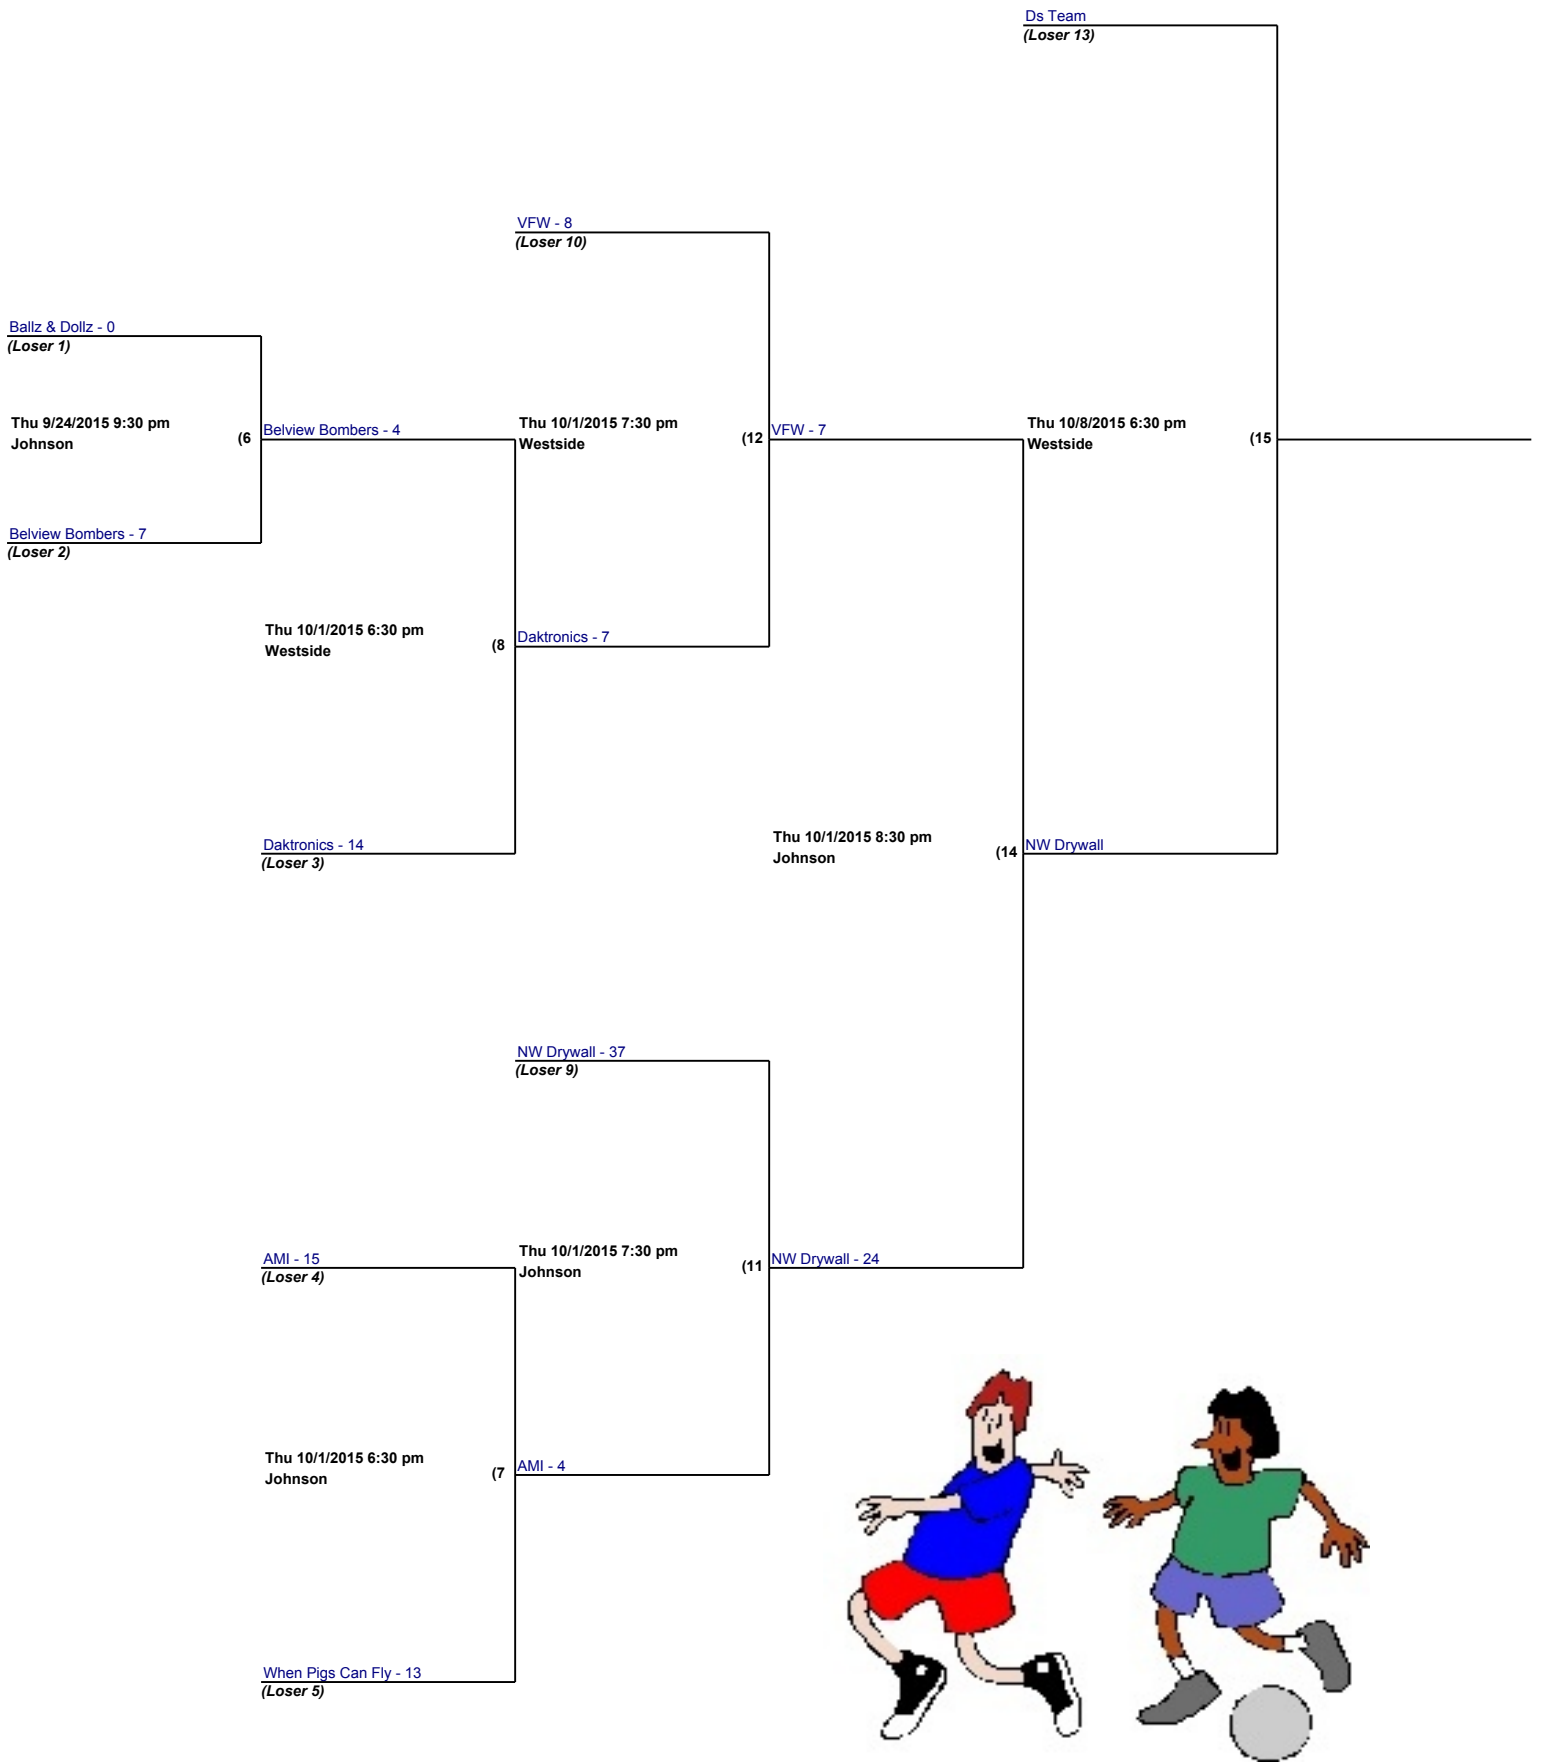 Ds Team
(Loser 13)
VFW - 8
(Loser 10)
Ballz & Dollz - 0
(Loser 1)
Thu 9/24/2015 9:30 pm
Johnson
(6
Belview Bombers - 4
Thu 10/1/2015 7:30 pm
Westside
(12
VFW - 7
Thu 10/8/2015 6:30 pm
Westside
(15
Belview Bombers - 7
(Loser 2)
Thu 10/1/2015 6:30 pm
Westside
(8
Daktronics - 7
Daktronics - 14
(Loser 3)
Thu 10/1/2015 8:30 pm
Johnson
(14
NW Drywall
NW Drywall - 37
(Loser 9)
AMI - 15
(Loser 4)
Thu 10/1/2015 7:30 pm
Johnson
(11
NW Drywall - 24
Thu 10/1/2015 6:30 pm
Johnson
(7
AMI - 4
When Pigs Can Fly - 13
(Loser 5)